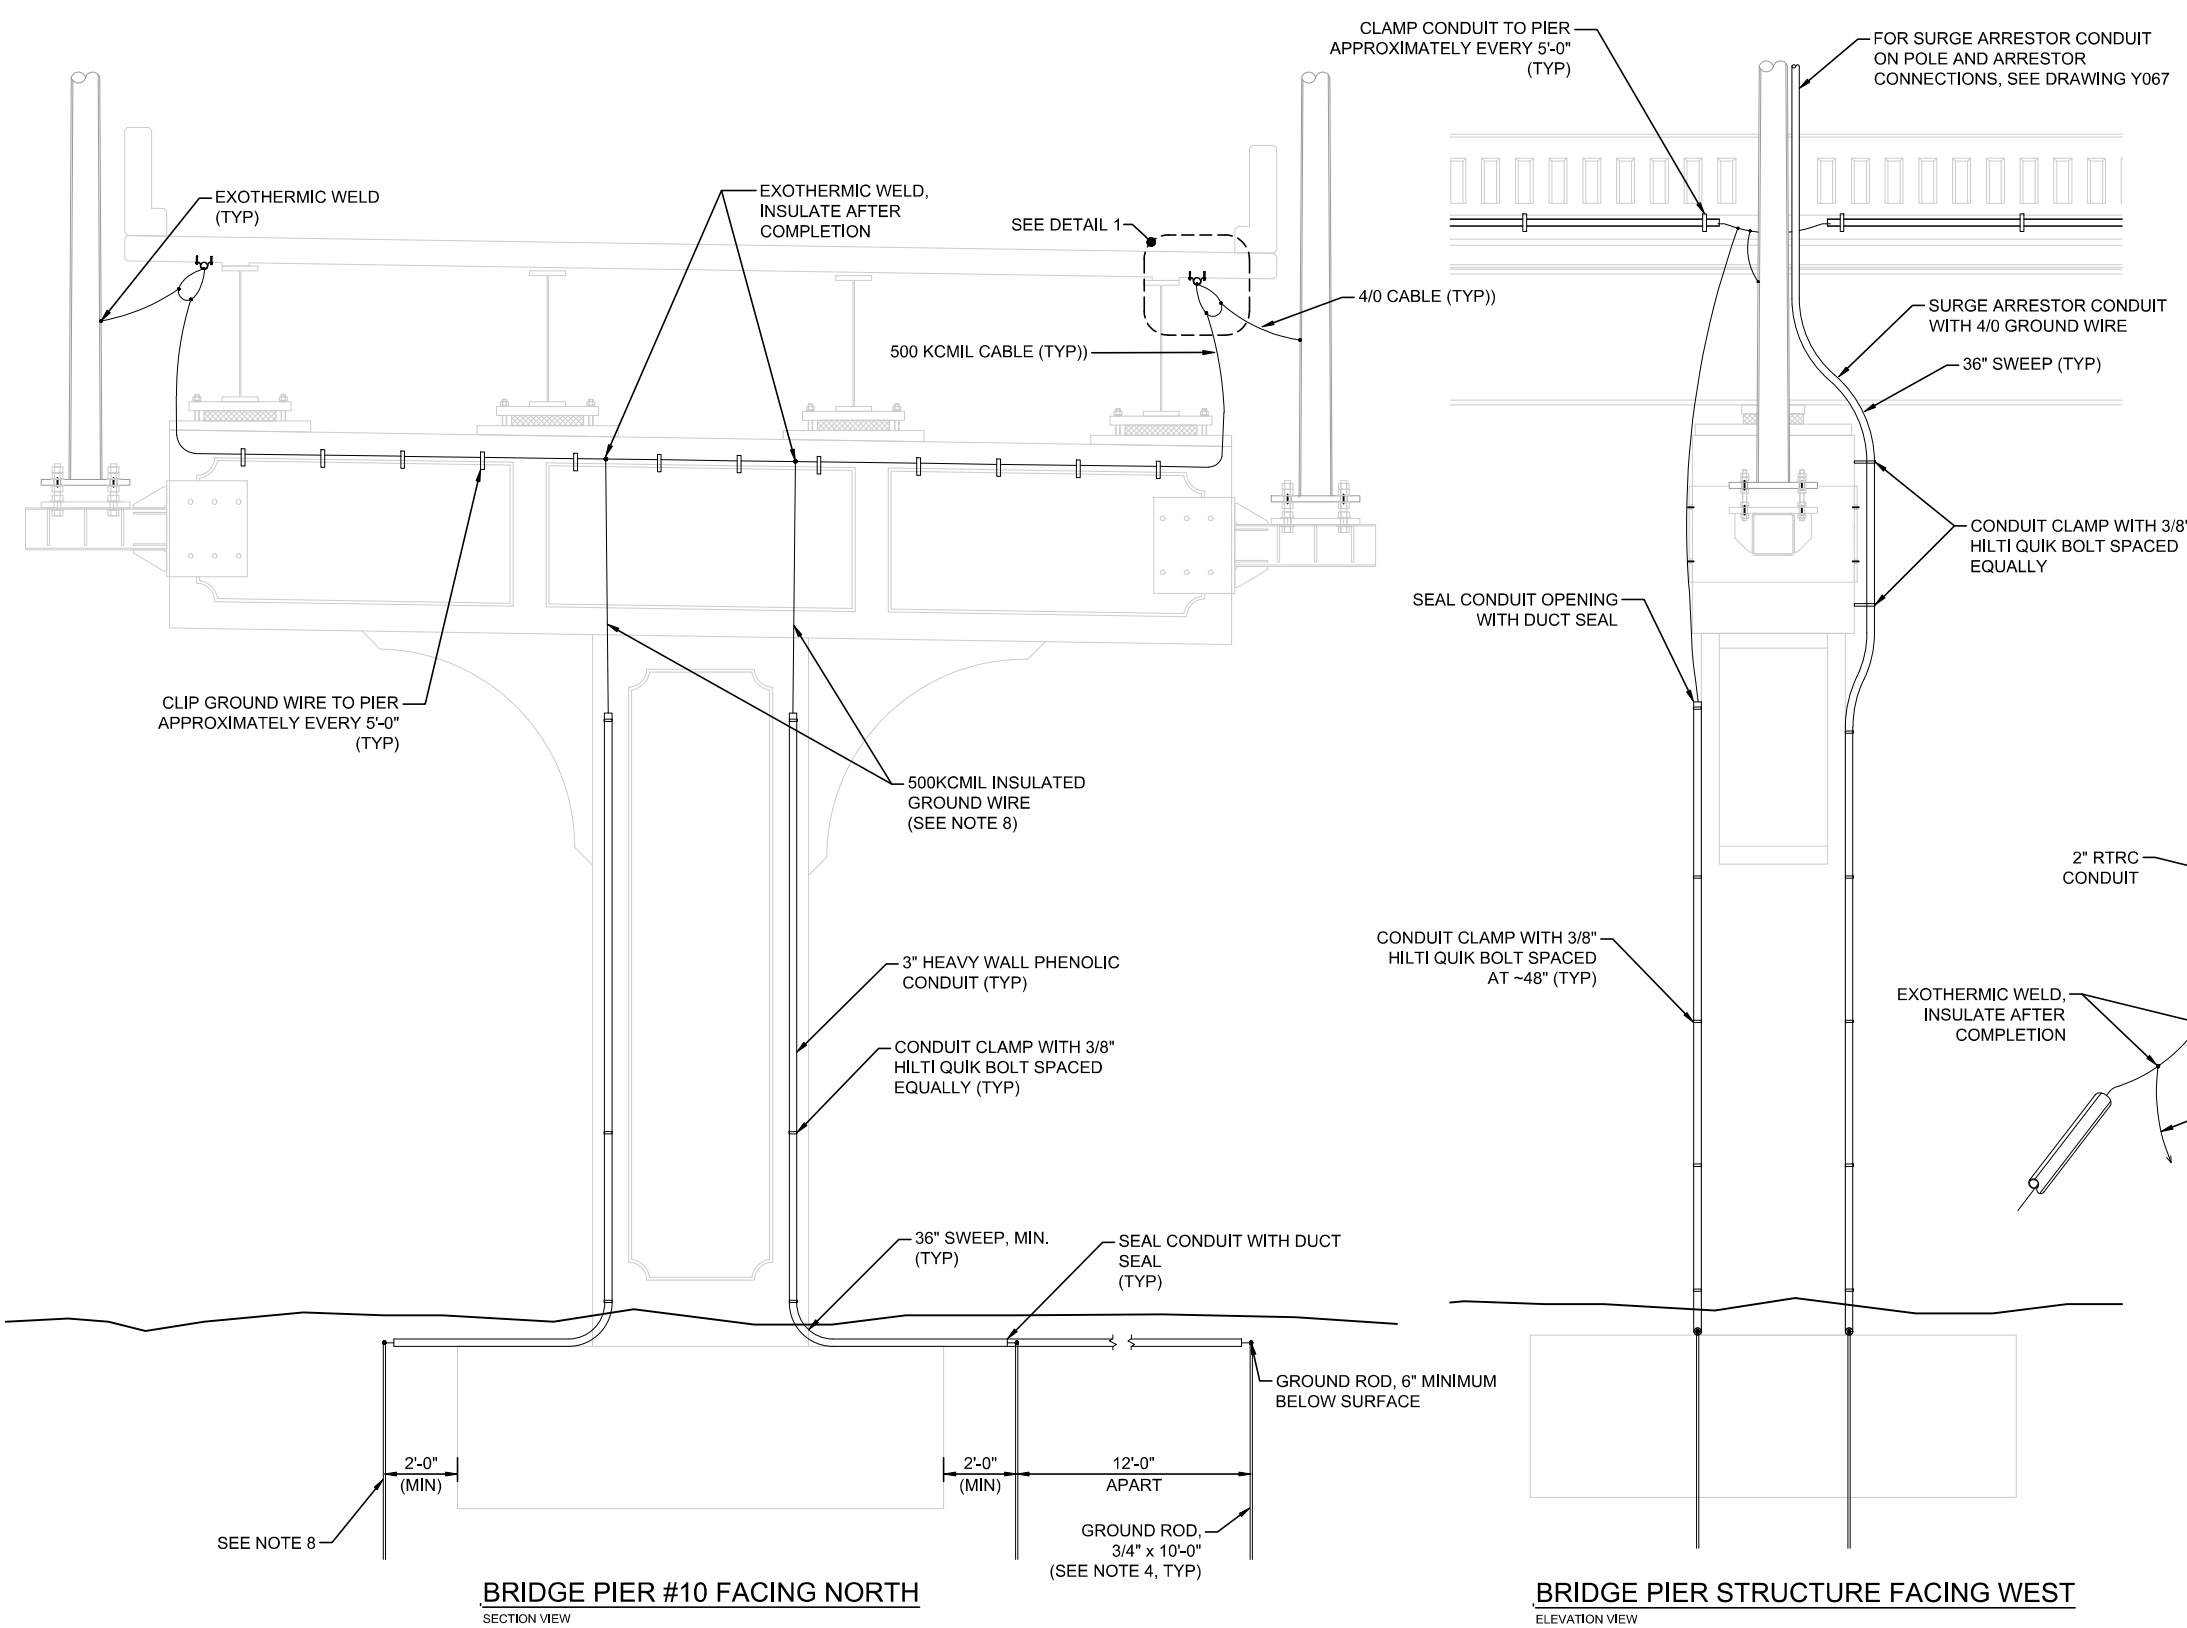 CLAMP CONDUIT TO PIER
APPROXIMATELY EVERY 5'-0"
(TYP)
FOR SURGE ARRESTOR CONDUIT
ON POLE AND ARRESTOR
CONNECTIONS, SEE DRAWING Y067
EXOTHERMIC WELD
(TYP)
EXOTHERMIC WELD,
INSULATE AFTER
COMPLETION
SEE DETAIL 1
4/0 CABLE (TYP))
500 KCMIL CABLE (TYP))
SURGE ARRESTOR CONDUIT
WITH 4/0 GROUND WIRE
36" SWEEP (TYP)
CONDUIT CLAMP WITH 3/8"
HILTI QUIK BOLT SPACED
EQUALLY
SEAL CONDUIT OPENING
WITH DUCT SEAL
CLIP GROUND WIRE TO PIER
APPROXIMATELY EVERY 5'-0"
(TYP)
500KCMIL INSULATED
GROUND WIRE
(SEE NOTE 8)
2" RTRC
CONDUIT
3" HEAVY WALL PHENOLIC
CONDUIT (TYP)
CONDUIT CLAMP WITH 3/8"
HILTI QUIK BOLT SPACED
AT ~48" (TYP)
EXOTHERMIC WELD,
INSULATE AFTER
COMPLETION
CONDUIT CLAMP WITH 3/8"
HILTI QUIK BOLT SPACED
EQUALLY (TYP)
36" SWEEP, MIN.
(TYP)
SEAL CONDUIT WITH DUCT
SEAL
(TYP)
GROUND ROD, 6" MINIMUM
BELOW SURFACE
2'-0"
(MIN)
2'-0"
(MIN)
12'-0"
APART
SEE NOTE 8
GROUND ROD,
3/4" x 10'-0"
(SEE NOTE 4, TYP)
BRIDGE PIER #10 FACING NORTH
SECTION VIEW
BRIDGE PIER STRUCTURE FACING WEST
ELEVATION VIEW